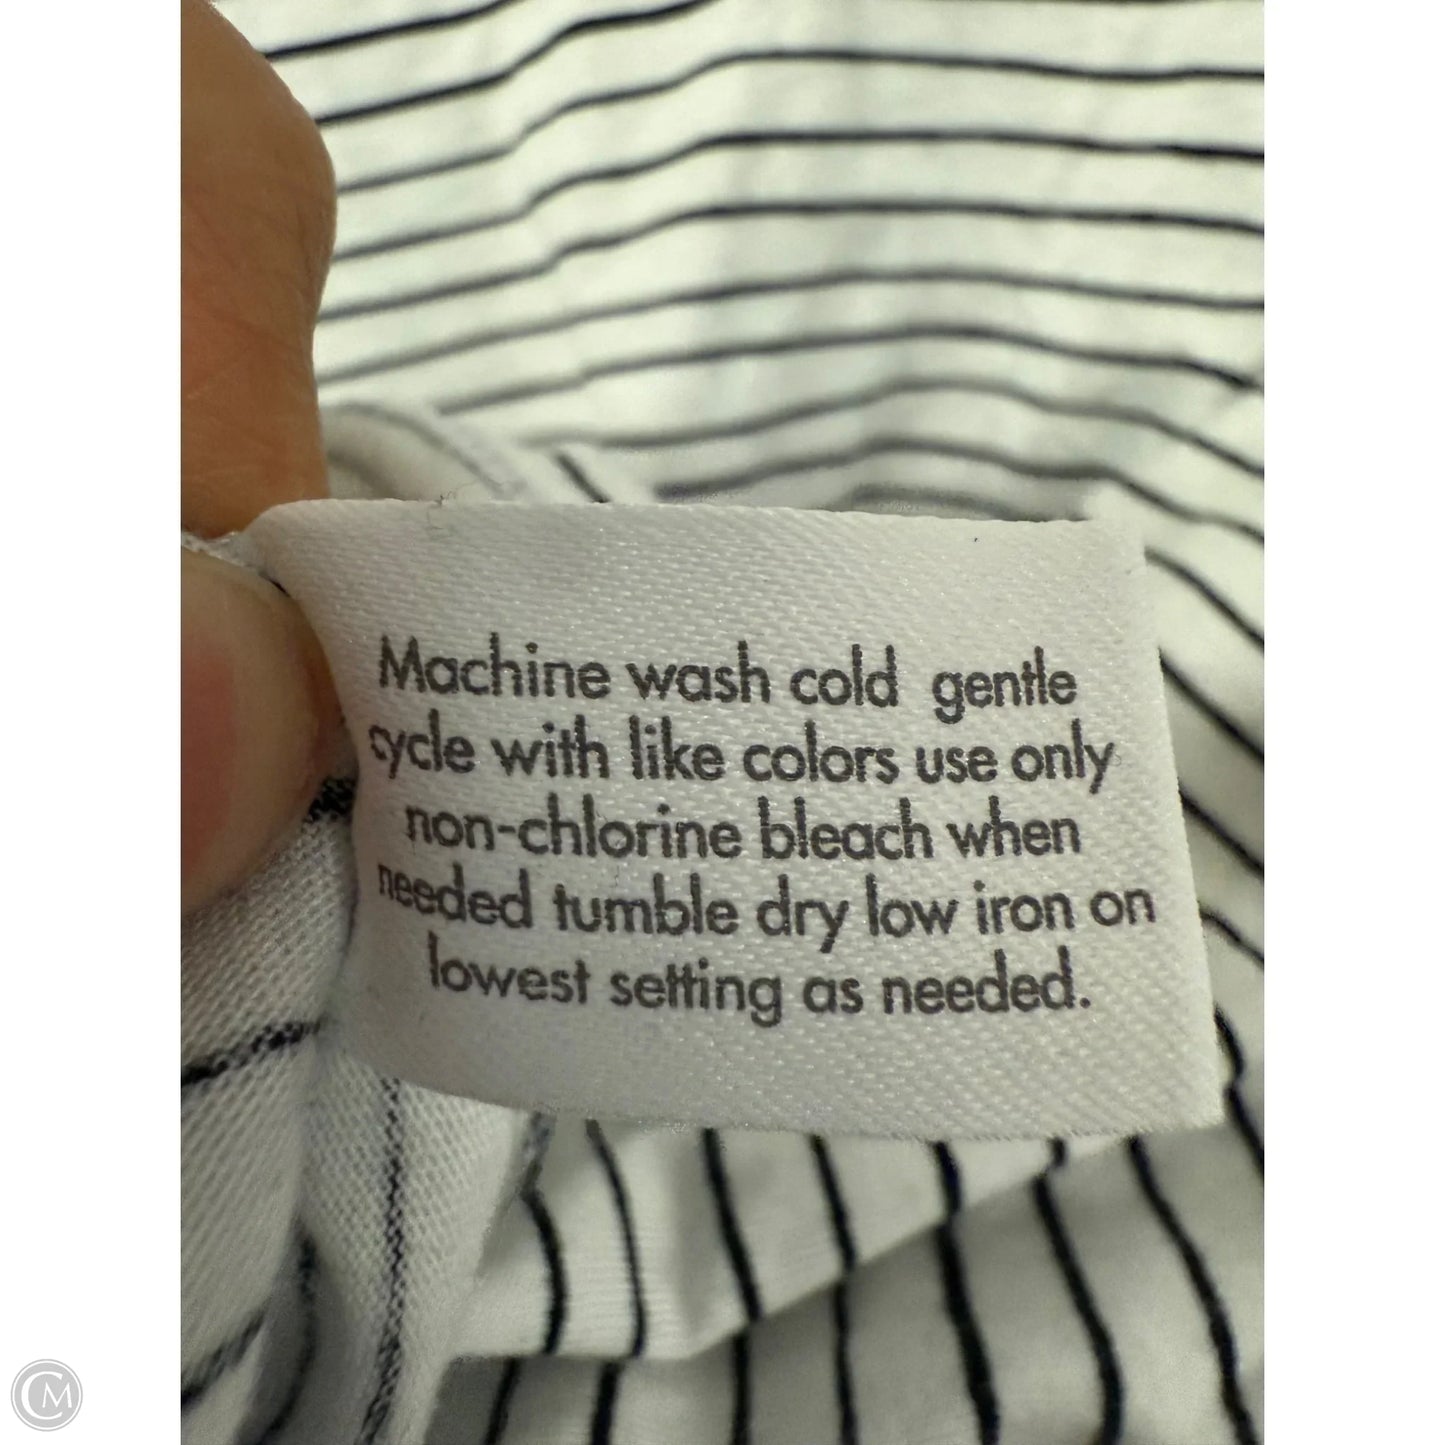 Machine wash cold gentle
cycle with like colors use only
non-chlorine bleach when
needed tumble dry low iron on
lowest setting as needed.
CM